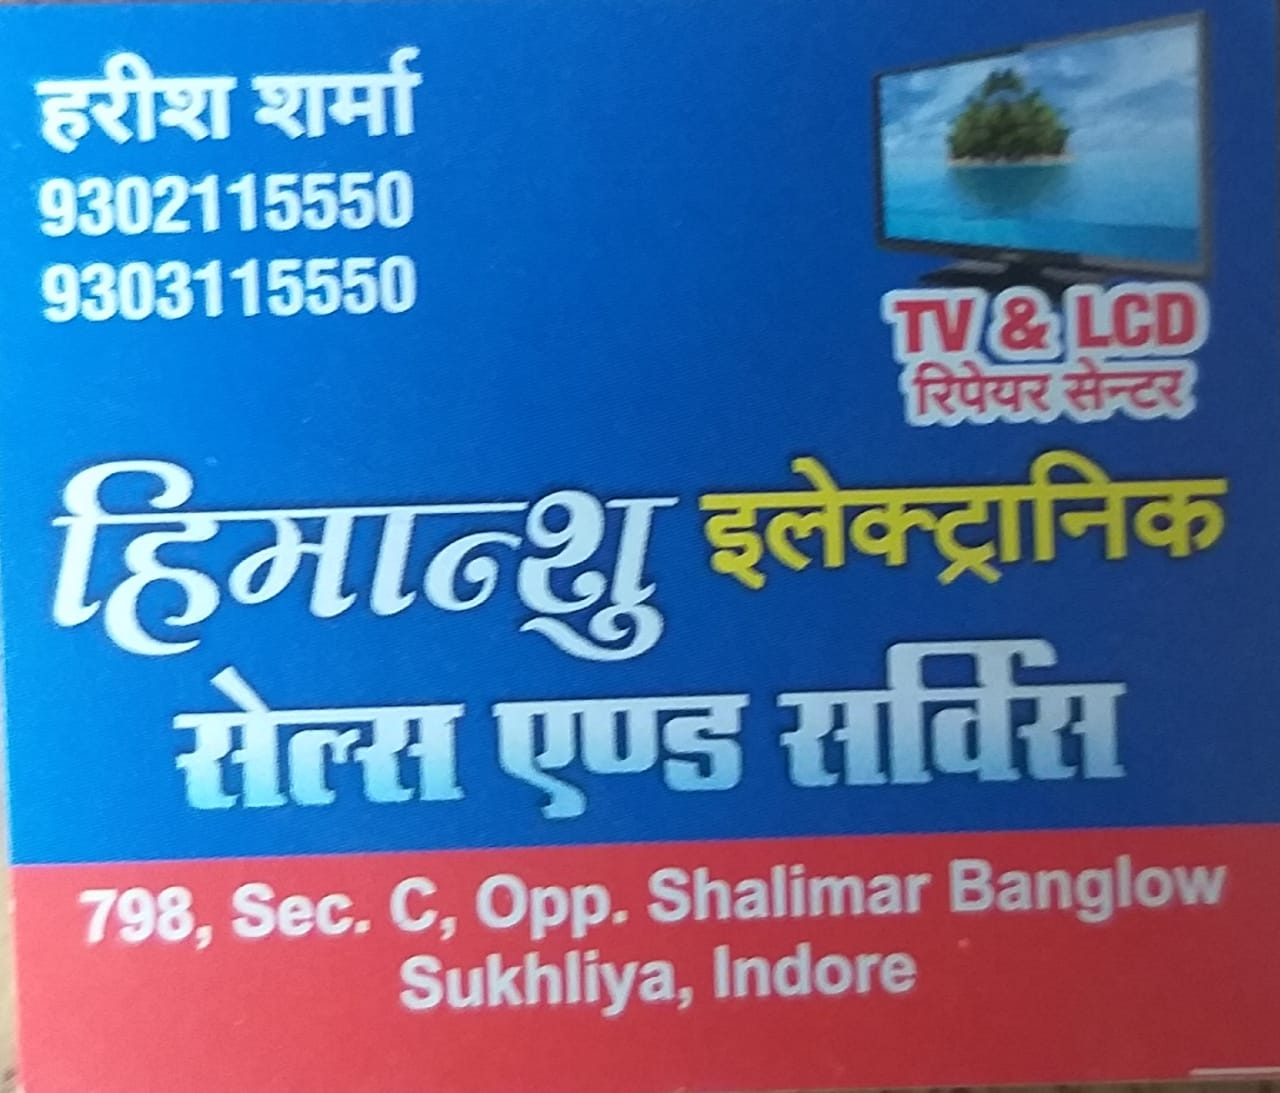 हरीश शर्मा
9302115550
9303115550
TV & LCD
रिपेयर सेन्टर
हिमान्शु इलेक्ट्रानिक
सेल्स एण्ड सर्विस
798, Sec. C, Opp. Shalimar Banglow
Sukhliya, Indore